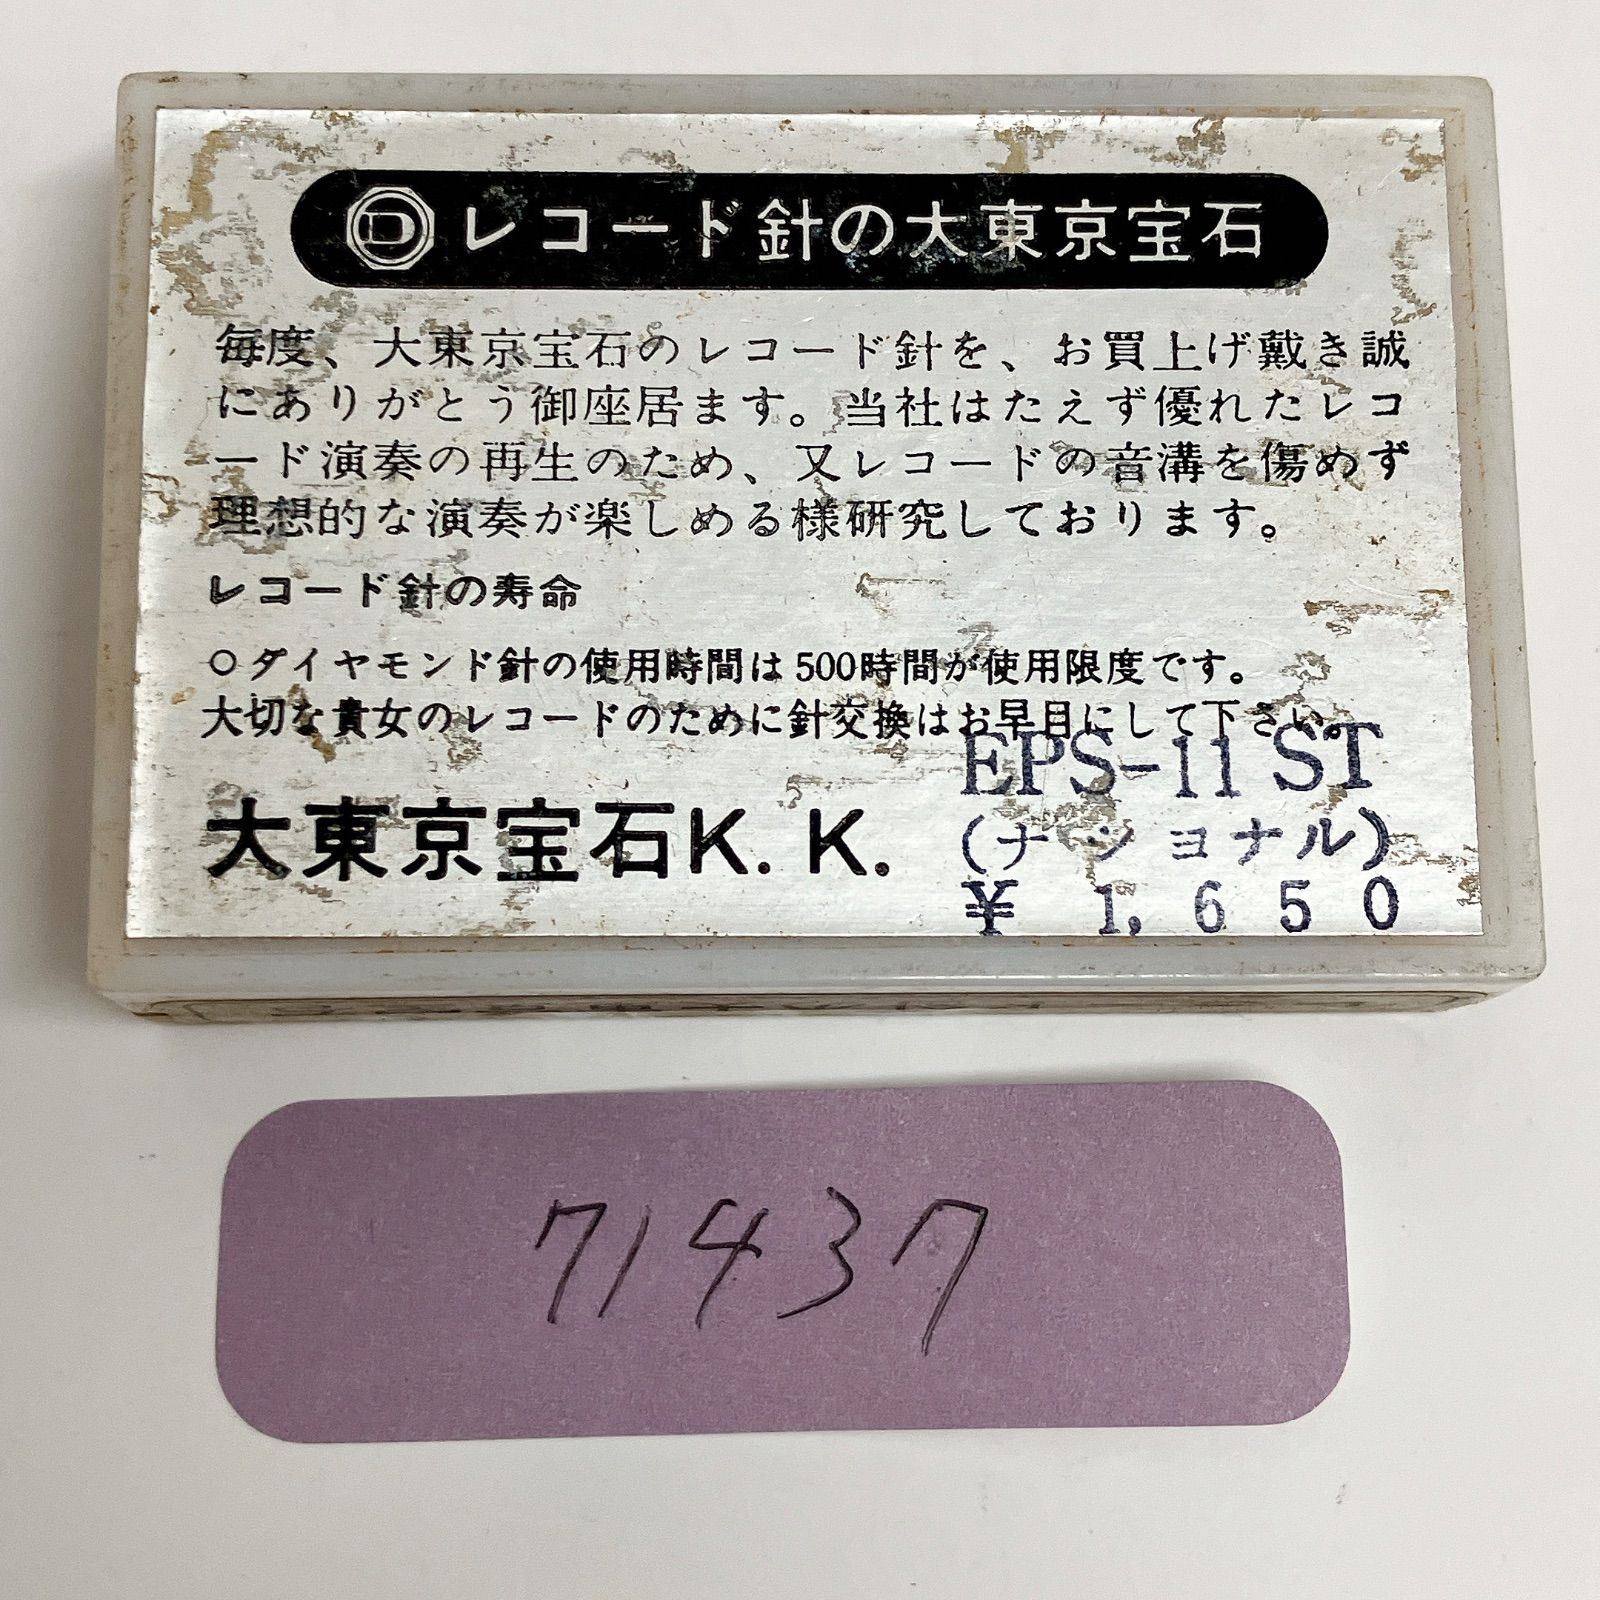 D レコード針の大東京宝石
毎度、大東京宝石のレコード針を、お買上げ戴き誠
にありがとう御座居ます。当社はたえず優れたレコ
ード演奏の再生のため、又レコードの音溝を傷めず
理想的な演奏が楽しめる様研究しております。
レコード針の寿命
○ダイヤモンド針の使用時間は500時間が使用限度です。
大切な貴女のレコードのために針交換はお早目にして下さい。
EPS-11 ST
大東京宝石K.K.
(ナショナル)
¥ 1,650
71437